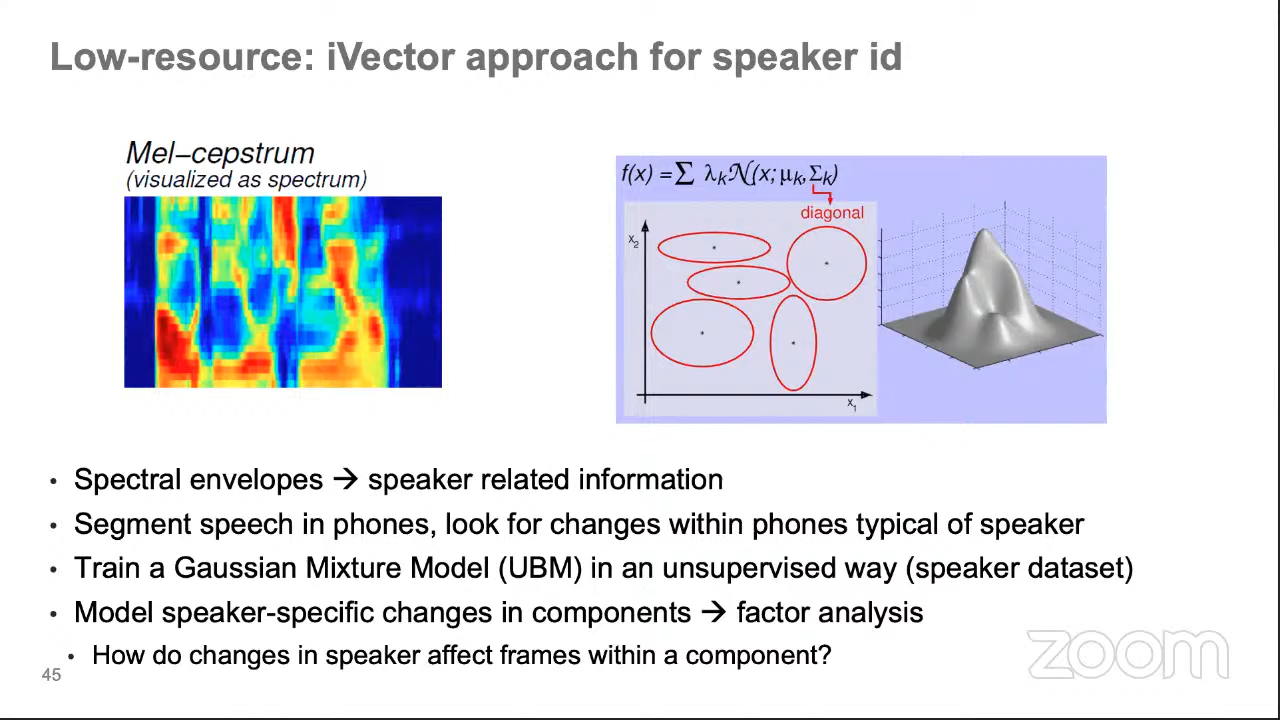 Low-resource: iVector approach for speaker id
Mel-cepstrum
(visualized as spectrum)
f(x) = Σ λk 𝒩(x; μk, Σk)
diagonal
x2
x1
• Spectral envelopes → speaker related information
• Segment speech in phones, look for changes within phones typical of speaker
• Train a Gaussian Mixture Model (UBM) in an unsupervised way (speaker dataset)
• Model speaker-specific changes in components → factor analysis
• How do changes in speaker affect frames within a component?
45
zoom